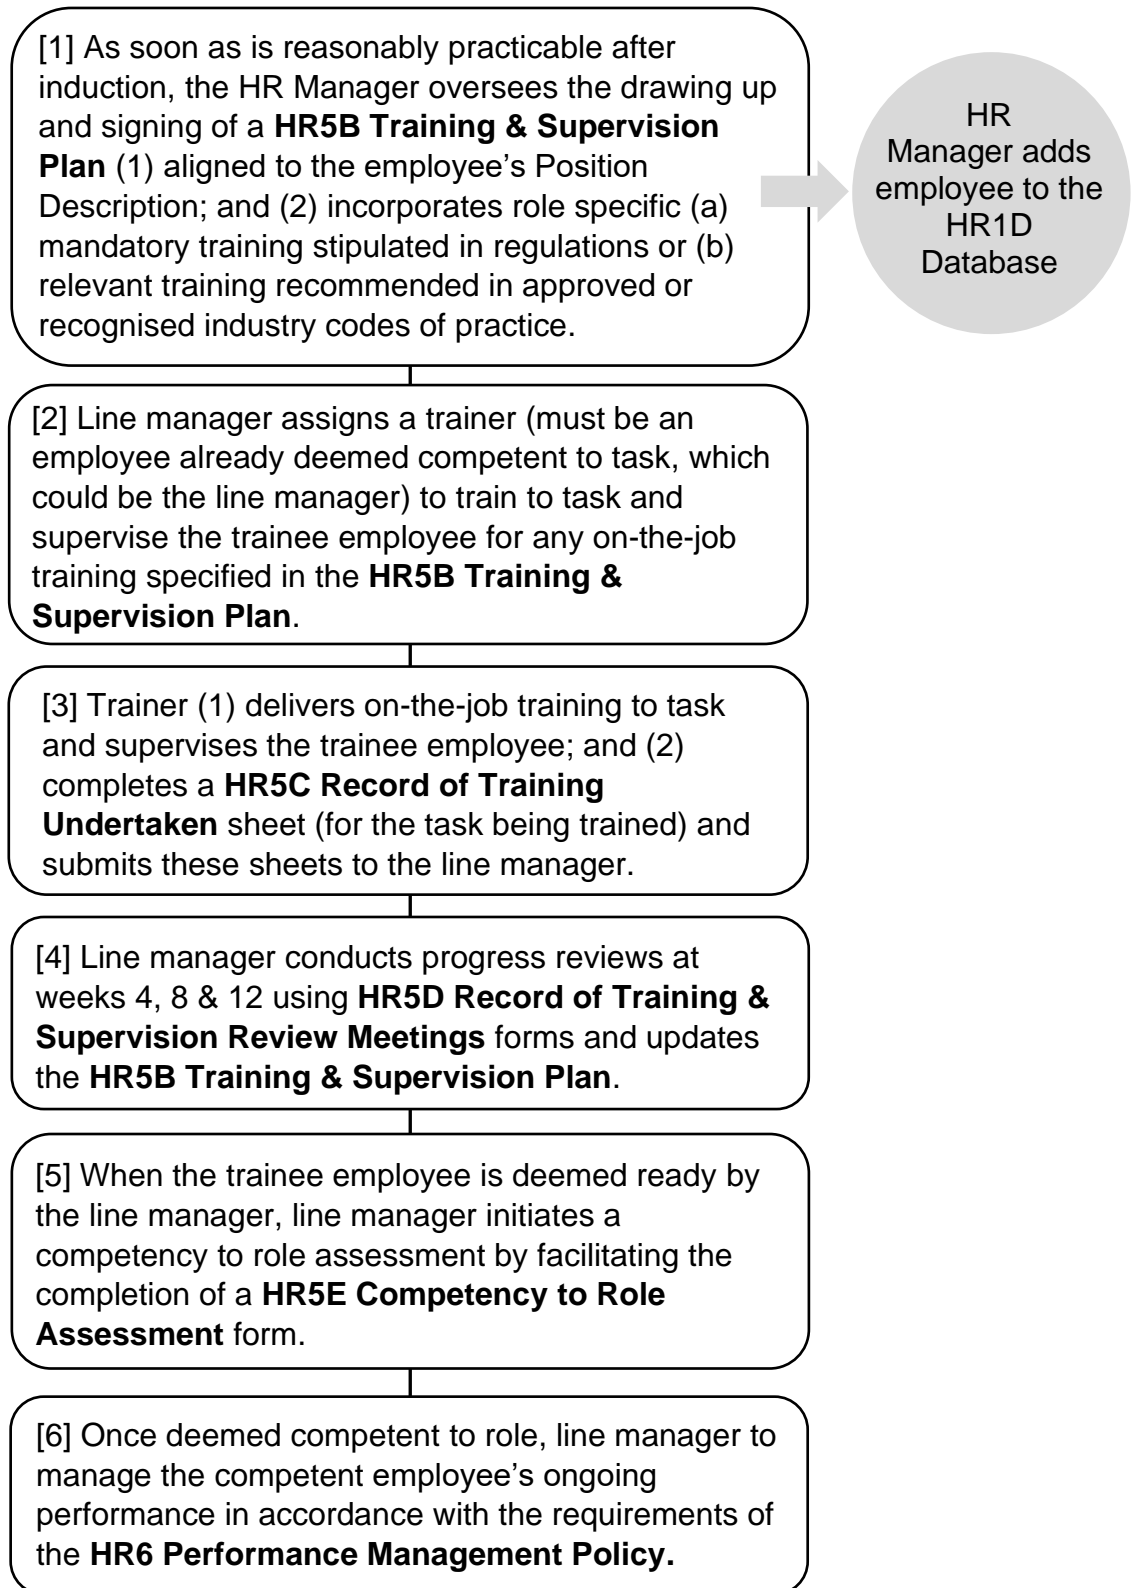 [1] As soon as is reasonably practicable after
induction, the HR Manager oversees the drawing up
and signing of a HR5B Training & Supervision
Plan (1) aligned to the employee’s Position
Description; and (2) incorporates role specific (a)
mandatory training stipulated in regulations or (b)
relevant training recommended in approved or
recognised industry codes of practice.
HR
Manager adds
employee to the
HR1D
Database
[2] Line manager assigns a trainer (must be an
employee already deemed competent to task, which
could be the line manager) to train to task and
supervise the trainee employee for any on-the-job
training specified in the HR5B Training &
Supervision Plan.
[3] Trainer (1) delivers on-the-job training to task
and supervises the trainee employee; and (2)
completes a HR5C Record of Training
Undertaken sheet (for the task being trained) and
submits these sheets to the line manager.
[4] Line manager conducts progress reviews at
weeks 4, 8 & 12 using HR5D Record of Training &
Supervision Review Meetings forms and updates
the HR5B Training & Supervision Plan.
[5] When the trainee employee is deemed ready by
the line manager, line manager initiates a
competency to role assessment by facilitating the
completion of a HR5E Competency to Role
Assessment form.
[6] Once deemed competent to role, line manager to
manage the competent employee’s ongoing
performance in accordance with the requirements of
the HR6 Performance Management Policy.